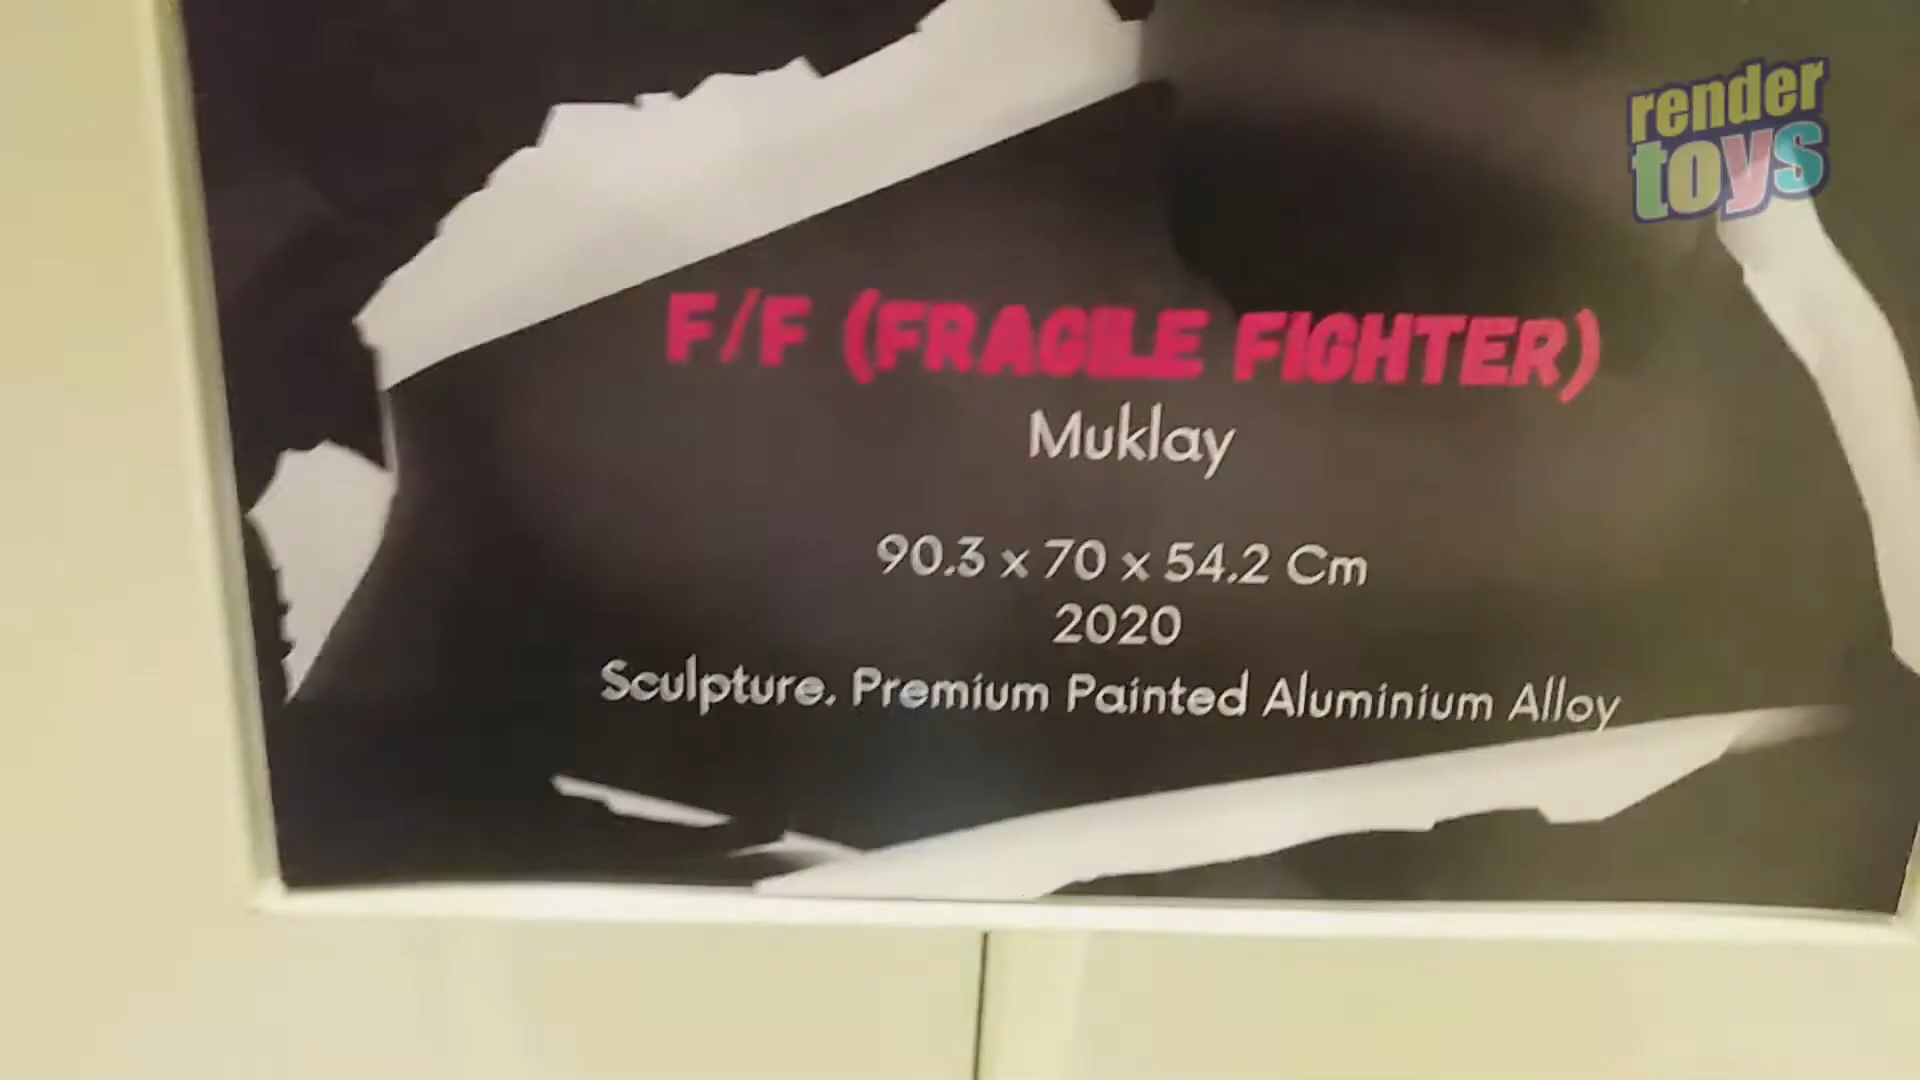 render
toys
F/F (FRAGILE FIGHTER)
Muklay
90.3 x 70 x 54.2 Cm
2020
Sculpture. Premium Painted Aluminium Alloy